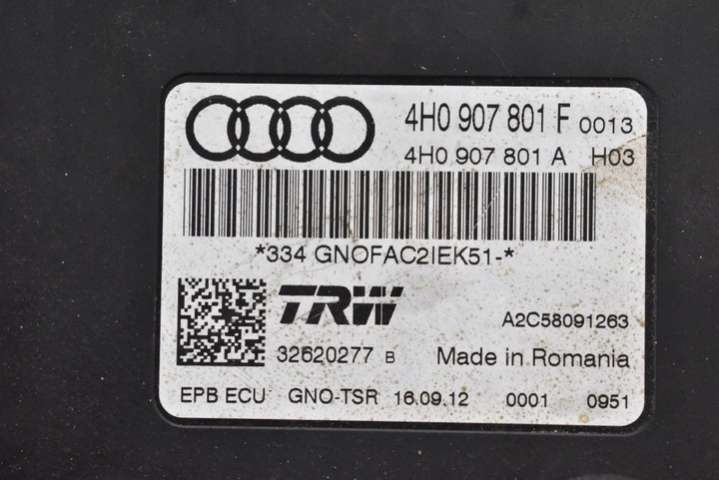 4H0 907 801 F 0013
4H0 907 801 A H03
*334 GNOFAC2IEK51-*
TRW
A2C58091263
32620277 B Made in Romania
EPB ECU GNO-TSR 16.09.12 0001 0951